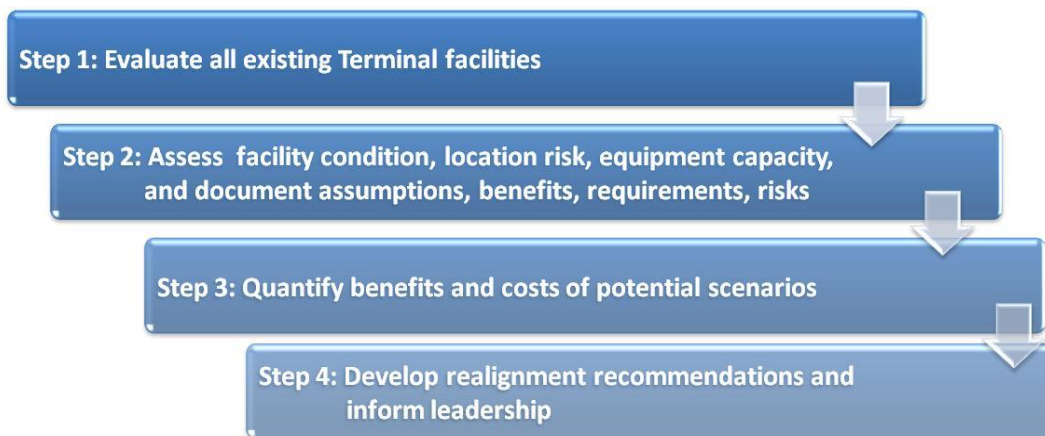 Step 1: Evaluate all existing Terminal facilities
Step 2: Assess facility condition, location risk, equipment capacity,
and document assumptions, benefits, requirements, risks
Step 3: Quantify benefits and costs of potential scenarios
Step 4: Develop realignment recommendations and
inform leadership